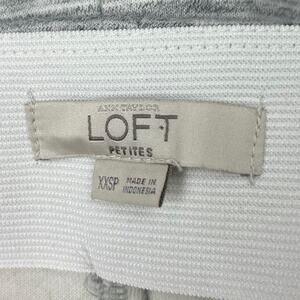 ANN TAYLOR
LOFT
PETITES
XXSP
MADE IN
INDONESIA